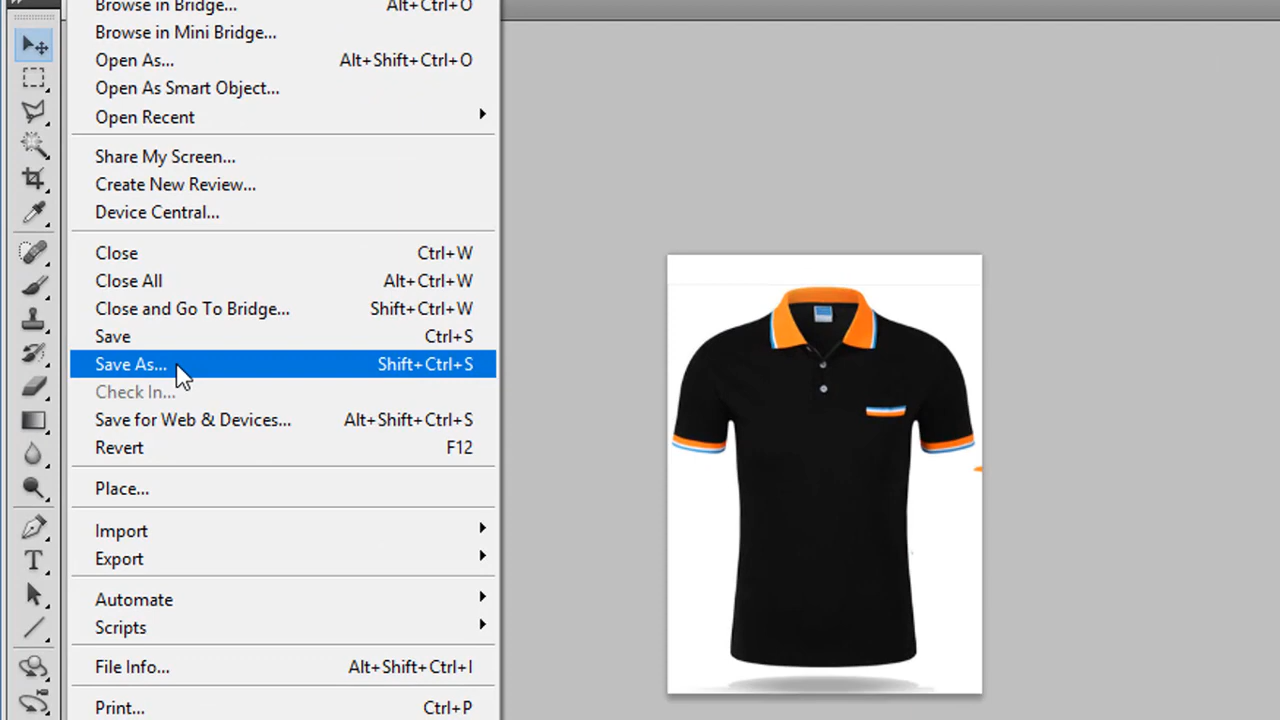 Browse in Bridge... Alt+Ctrl+O
Browse in Mini Bridge...
Open As... Alt+Shift+Ctrl+O
Open As Smart Object...
Open Recent
Share My Screen...
Create New Review...
Device Central...
Close Ctrl+W
Close All Alt+Ctrl+W
Close and Go To Bridge... Shift+Ctrl+W
Save Ctrl+S
Save As... Shift+Ctrl+S
Check In...
Save for Web & Devices... Alt+Shift+Ctrl+S
Revert F12
Place...
Import
Export
Automate
Scripts
File Info... Alt+Shift+Ctrl+I
Print... Ctrl+P